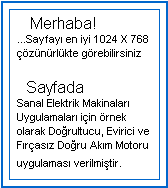 Merhaba!
...Sayfayı en iyi 1024 X 768
çözünürlükte görebilirsiniz
Sayfada
Sanal Elektrik Makinaları
Uygulamaları için örnek
olarak Doğrultucu, Evirici ve
Fırçasız Doğru Akım Motoru
uygulaması verilmiştir.